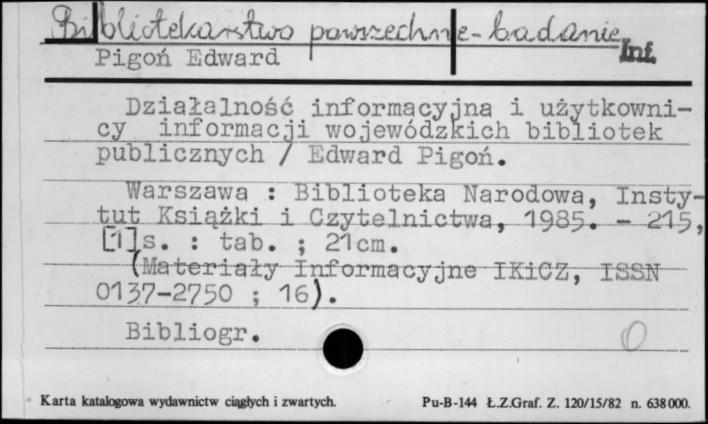 Bibliotekarstwo powszechne - badanie
Inf.
Pigoń Edward
Działalność informacyjna i użytkowni-
cy informacji wojewódzkich bibliotek
publicznych / Edward Pigoń.
Warszawa : Biblioteka Narodowa, Insty-
tut Książki i Czytelnictwa, 1985. - 215,
[1]s. : tab. ; 21cm.
(Materiały Informacyjne IKiCZ, ISSN
0137-2750 ; 16).
Bibliogr.
0
Karta katalogowa wydawnictw ciągłych i zwartych. Pu-B-144 Ł.Z.Graf. Z. 120/15/82 n. 638000.